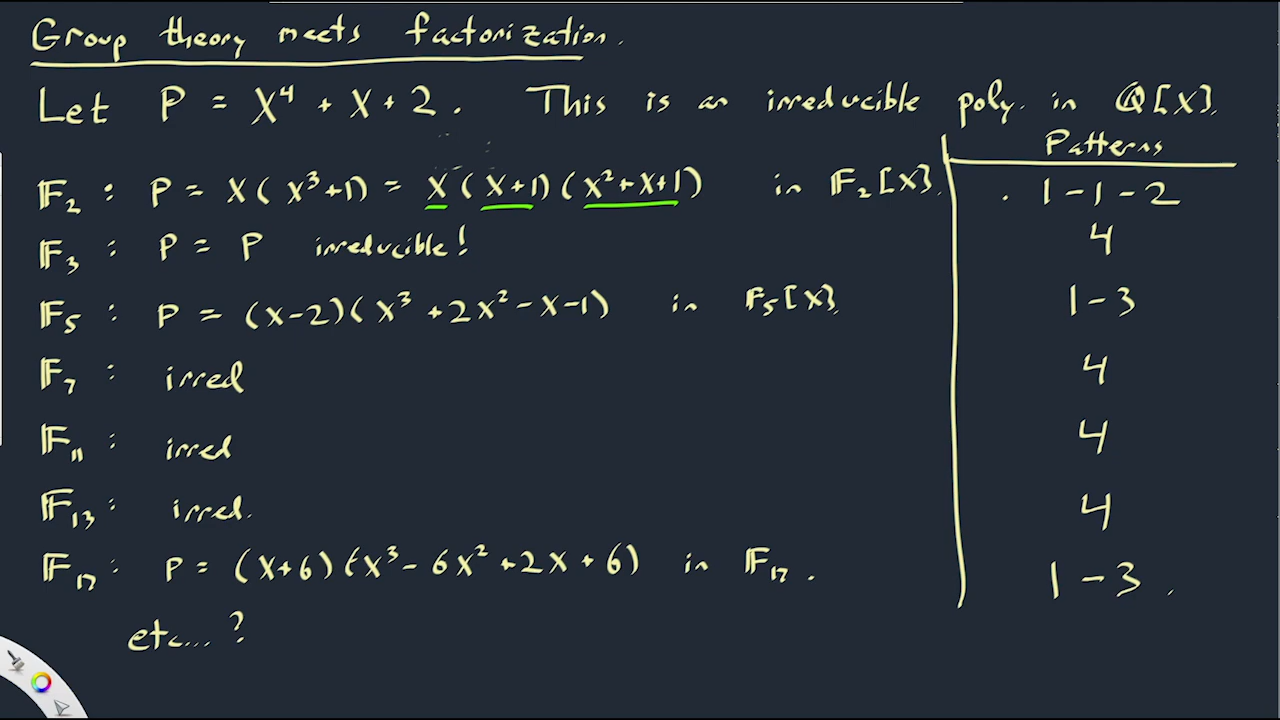 Group theory meets factorization.
Let P = X⁴ + X + 2. This is an irreducible poly. in ℚ[X].
Patterns
𝔽₂ : P = X(X³+1) = X(X+1)(X²+X+1) in 𝔽₂[X]. 1-1-2
𝔽₃ : P = P irreducible! 4
𝔽₅ : P = (X-2)(X³+2X²-X-1) in 𝔽₅[X]. 1-3
𝔽₇ : irred 4
𝔽₁₁ : irred 4
𝔽₁₃ : irred. 4
𝔽₁₇ : P = (X+6)(X³-6X²+2X+6) in 𝔽₁₇. 1-3.
etc...?